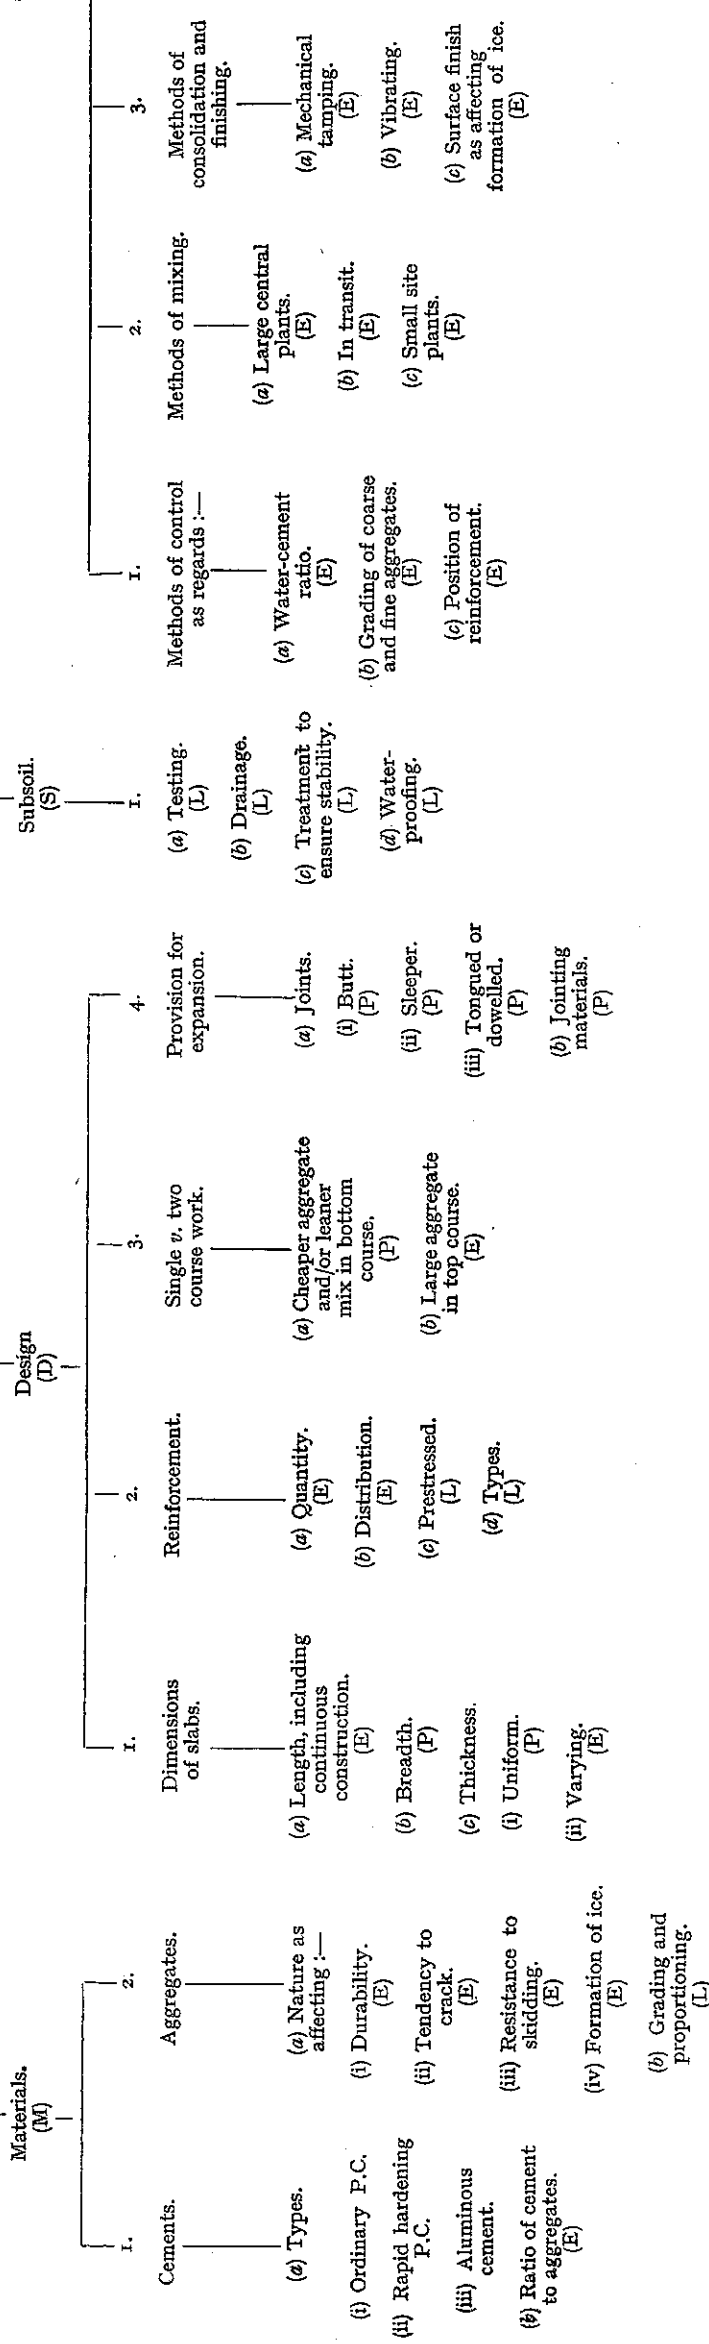 Materials.
(M)
1.
Cements.
(a) Types.
(i) Ordinary P.C.
(ii) Rapid hardening
P.C.
(iii) Aluminous
cement.
(b) Ratio of cement
to aggregates.
(E)
2.
Aggregates.
(a) Nature as
affecting :—
(i) Durability.
(E)
(ii) Tendency to
crack.
(E)
(iii) Resistance to
skidding.
(E)
(iv) Formation of ice.
(E)
(b) Grading and
proportioning.
(L)
Design
(D)
1.
Dimensions
of slabs.
(a) Length, including
continuous
construction.
(E)
(b) Breadth.
(P)
(c) Thickness.
(i) Uniform.
(P)
(ii) Varying.
(E)
2.
Reinforcement.
(a) Quantity.
(E)
(b) Distribution.
(E)
(c) Prestressed.
(L)
(d) Types.
(L)
3.
Single v. two
course work.
(a) Cheaper aggregate
and/or leaner
mix in bottom
course.
(P)
(b) Large aggregate
in top course.
(E)
4.
Provision for
expansion.
(a) Joints.
(i) Butt.
(P)
(ii) Sleeper.
(P)
(iii) Tongued or
dowelled.
(P)
(b) Jointing
materials.
(P)
Subsoil.
(S)
1.
(a) Testing.
(L)
(b) Drainage.
(L)
(c) Treatment to
ensure stability.
(L)
(d) Water-
proofing.
(L)
1.
Methods of control
as regards :—
(a) Water-cement
ratio.
(E)
(b) Grading of coarse
and fine aggregates.
(E)
(c) Position of
reinforcement.
(E)
2.
Methods of mixing.
(a) Large central
plants.
(E)
(b) In transit.
(E)
(c) Small site
plants.
(E)
3.
Methods of
consolidation and
finishing.
(a) Mechanical
tamping.
(E)
(b) Vibrating.
(E)
(c) Surface finish
as affecting
formation of ice.
(E)